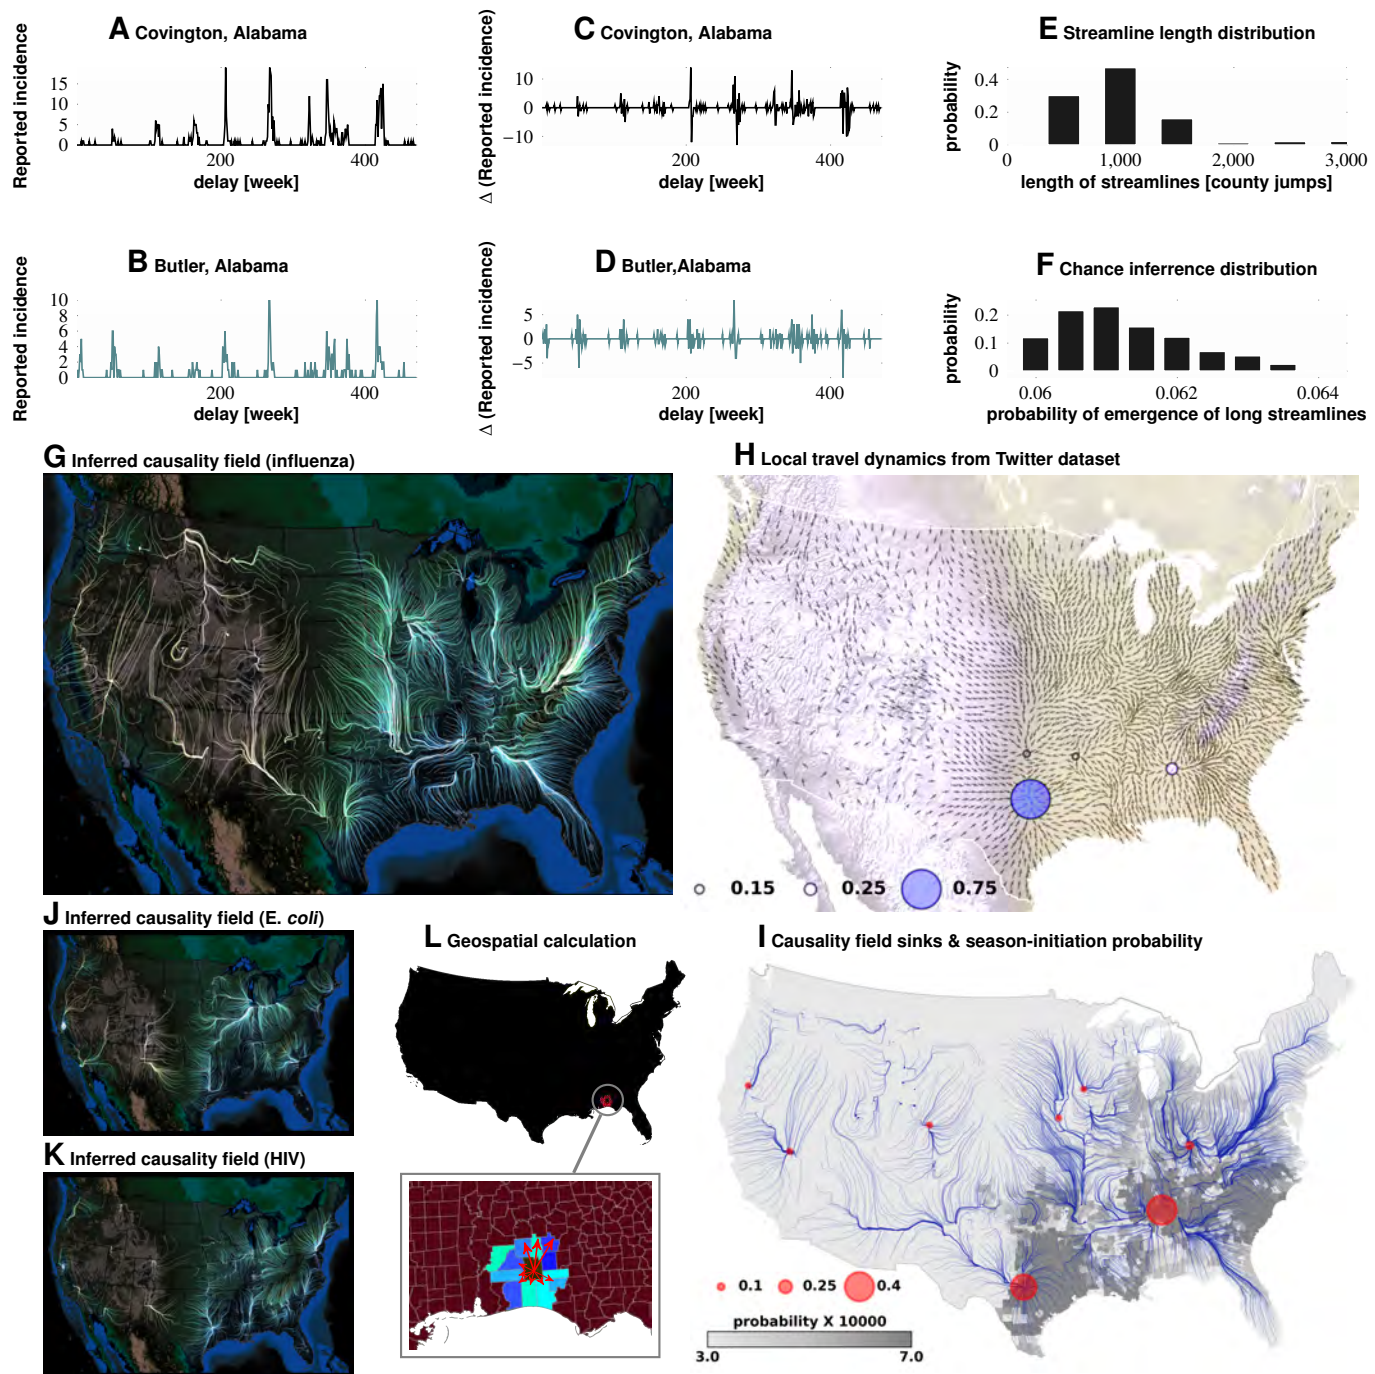 A Covington, Alabama
Reported incidence
15
10
5
0
200
400
delay [week]
C Covington, Alabama
Δ (Reported incidence)
10
0
−10
200
400
delay [week]
E Streamline length distribution
probability
0.4
0.2
0
0
1,000
2,000
3,000
length of streamlines [county jumps]
B Butler, Alabama
Reported incidence
10
8
6
4
2
0
200
400
delay [week]
D Butler,Alabama
Δ (Reported incidence)
5
0
−5
200
400
delay [week]
F Chance inferrence distribution
probability
0.2
0.1
0
0.06
0.062
0.064
probability of emergence of long streamlines
G Inferred causality field (influenza)
H Local travel dynamics from Twitter dataset
0.15
0.25
0.75
J Inferred causality field (E. coli)
L Geospatial calculation
I Causality field sinks & season-initiation probability
K Inferred causality field (HIV)
0.1
0.25
0.4
probability X 10000
3.0
7.0